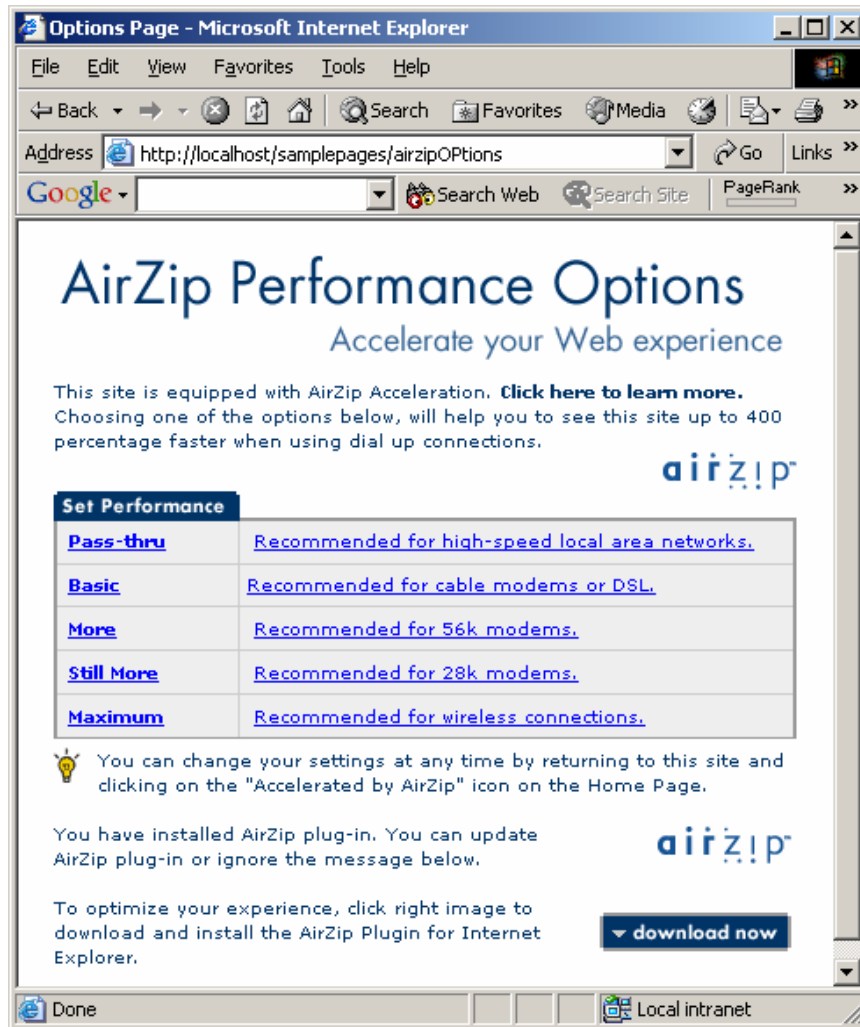 Options Page - Microsoft Internet Explorer
File Edit View Favorites Tools Help
Back Search Favorites Media »
Address http://localhost/samplepages/airzipOPtions Go Links »
Google Search Web Search Site PageRank »
AirZip Performance Options
Accelerate your Web experience
This site is equipped with AirZip Acceleration. Click here to learn more.
Choosing one of the options below, will help you to see this site up to 400
percentage faster when using dial up connections.
airzip™
Set Performance
Pass-thru Recommended for high-speed local area networks.
Basic Recommended for cable modems or DSL.
More Recommended for 56k modems.
Still More Recommended for 28k modems.
Maximum Recommended for wireless connections.
You can change your settings at any time by returning to this site and
clicking on the "Accelerated by AirZip" icon on the Home Page.
You have installed AirZip plug-in. You can update
AirZip plug-in or ignore the message below.
airzip™
To optimize your experience, click right image to
download and install the AirZip Plugin for Internet
Explorer.
download now
Done Local intranet